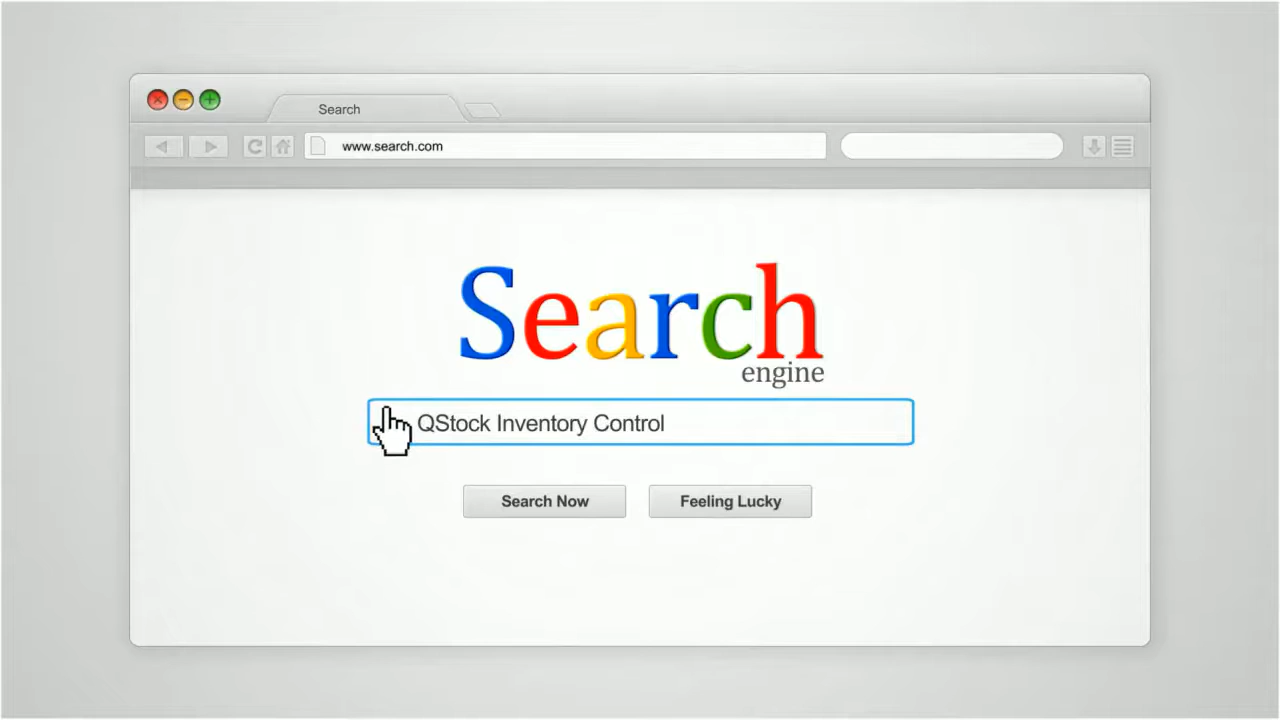 Search
www.search.com
Search
engine
QStock Inventory Control
Search Now
Feeling Lucky